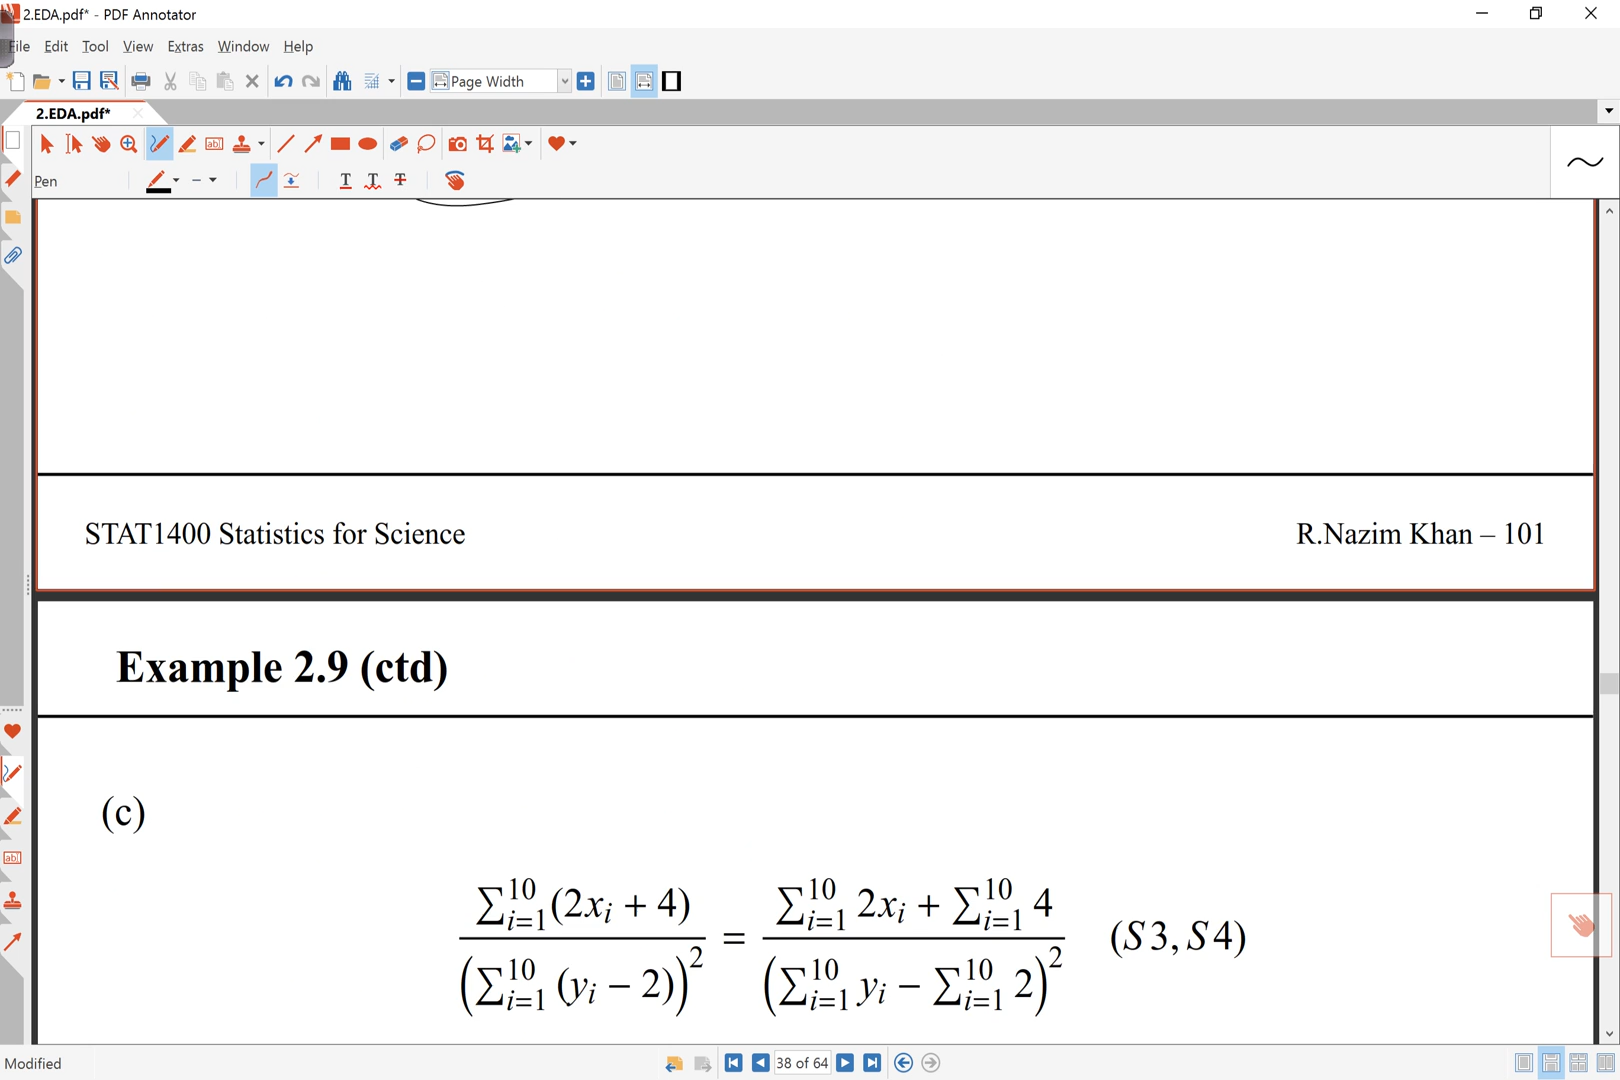 2.EDA.pdf* - PDF Annotator
File Edit Tool View Extras Window Help
Page Width
2.EDA.pdf*
Pen
STAT1400 Statistics for Science
R.Nazim Khan – 101
Example 2.9 (ctd)
(c)
∑_{i=1}^{10}(2x_i + 4) / (∑_{i=1}^{10}(y_i − 2))^2 = (∑_{i=1}^{10} 2x_i + ∑_{i=1}^{10} 4) / (∑_{i=1}^{10} y_i − ∑_{i=1}^{10} 2)^2 (S3, S4)
Modified
38 of 64